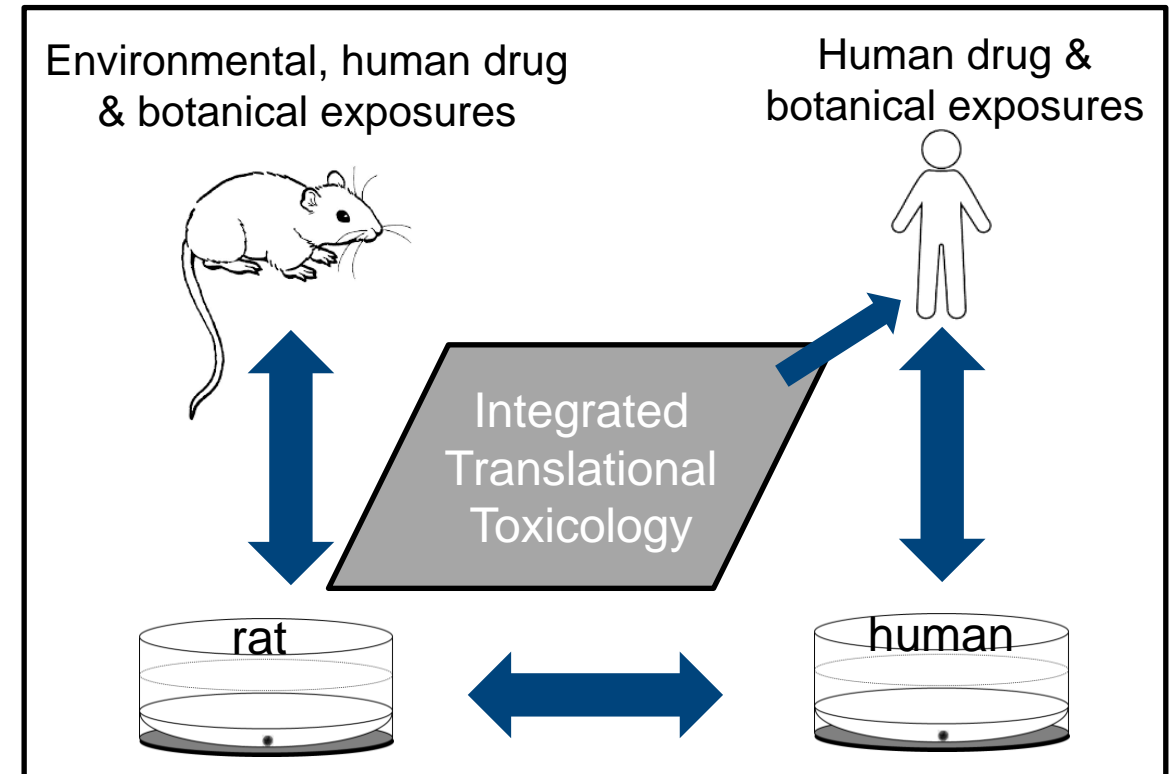 Environmental, human drug
& botanical exposures
Human drug &
botanical exposures
Integrated
Translational
Toxicology
rat
human